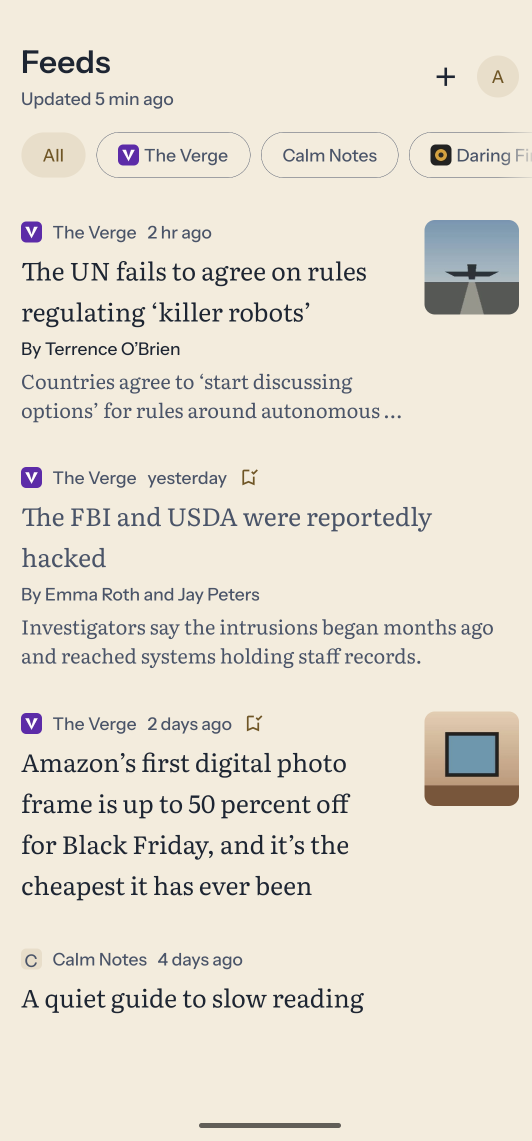 Feeds
Updated 5 min ago
A
All
The Verge
Calm Notes
Daring Fi
The Verge 2 hr ago
The UN fails to agree on rules
regulating ‘killer robots’
By Terrence O’Brien
Countries agree to ‘start discussing
options’ for rules around autonomous …
The Verge yesterday
The FBI and USDA were reportedly
hacked
By Emma Roth and Jay Peters
Investigators say the intrusions began months ago
and reached systems holding staff records.
The Verge 2 days ago
Amazon’s first digital photo
frame is up to 50 percent off
for Black Friday, and it’s the
cheapest it has ever been
C Calm Notes 4 days ago
A quiet guide to slow reading